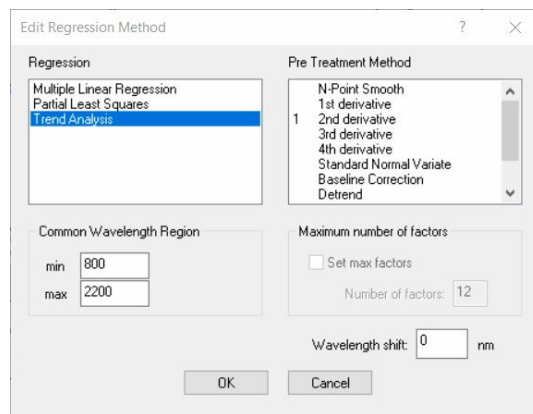 Edit Regression Method ?
Regression
Multiple Linear Regression
Partial Least Squares
Trend Analysis
Pre Treatment Method
N-Point Smooth
1st derivative
1 2nd derivative
3rd derivative
4th derivative
Standard Normal Variate
Baseline Correction
Detrend
Common Wavelength Region
min 800
max 2200
Maximum number of factors
Set max factors
Number of factors: 12
Wavelength shift: 0 nm
OK Cancel